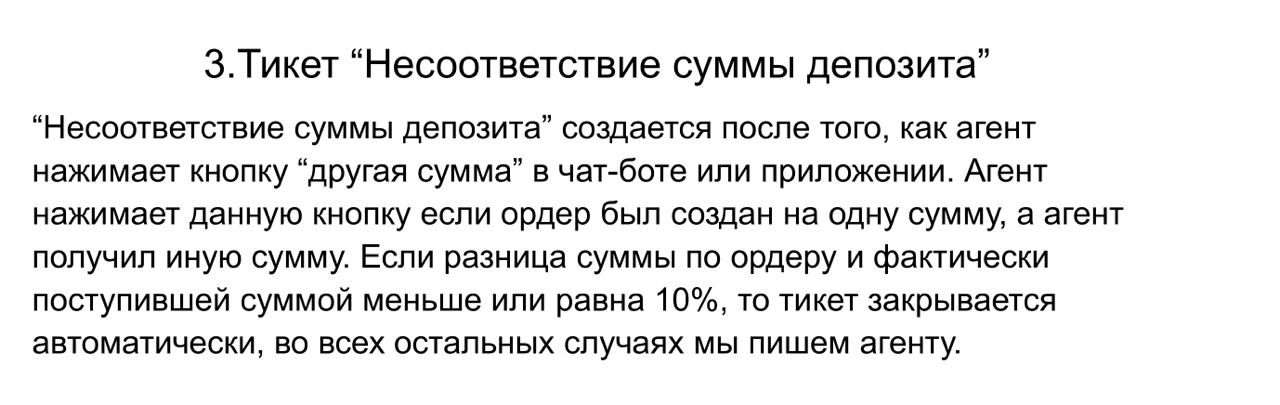 3.Тикет “Несоответствие суммы депозита”
“Несоответствие суммы депозита” создается после того, как агент
нажимает кнопку “другая сумма” в чат-боте или приложении. Агент
нажимает данную кнопку если ордер был создан на одну сумму, а агент
получил иную сумму. Если разница суммы по ордеру и фактически
поступившей суммой меньше или равна 10%, то тикет закрывается
автоматически, во всех остальных случаях мы пишем агенту.